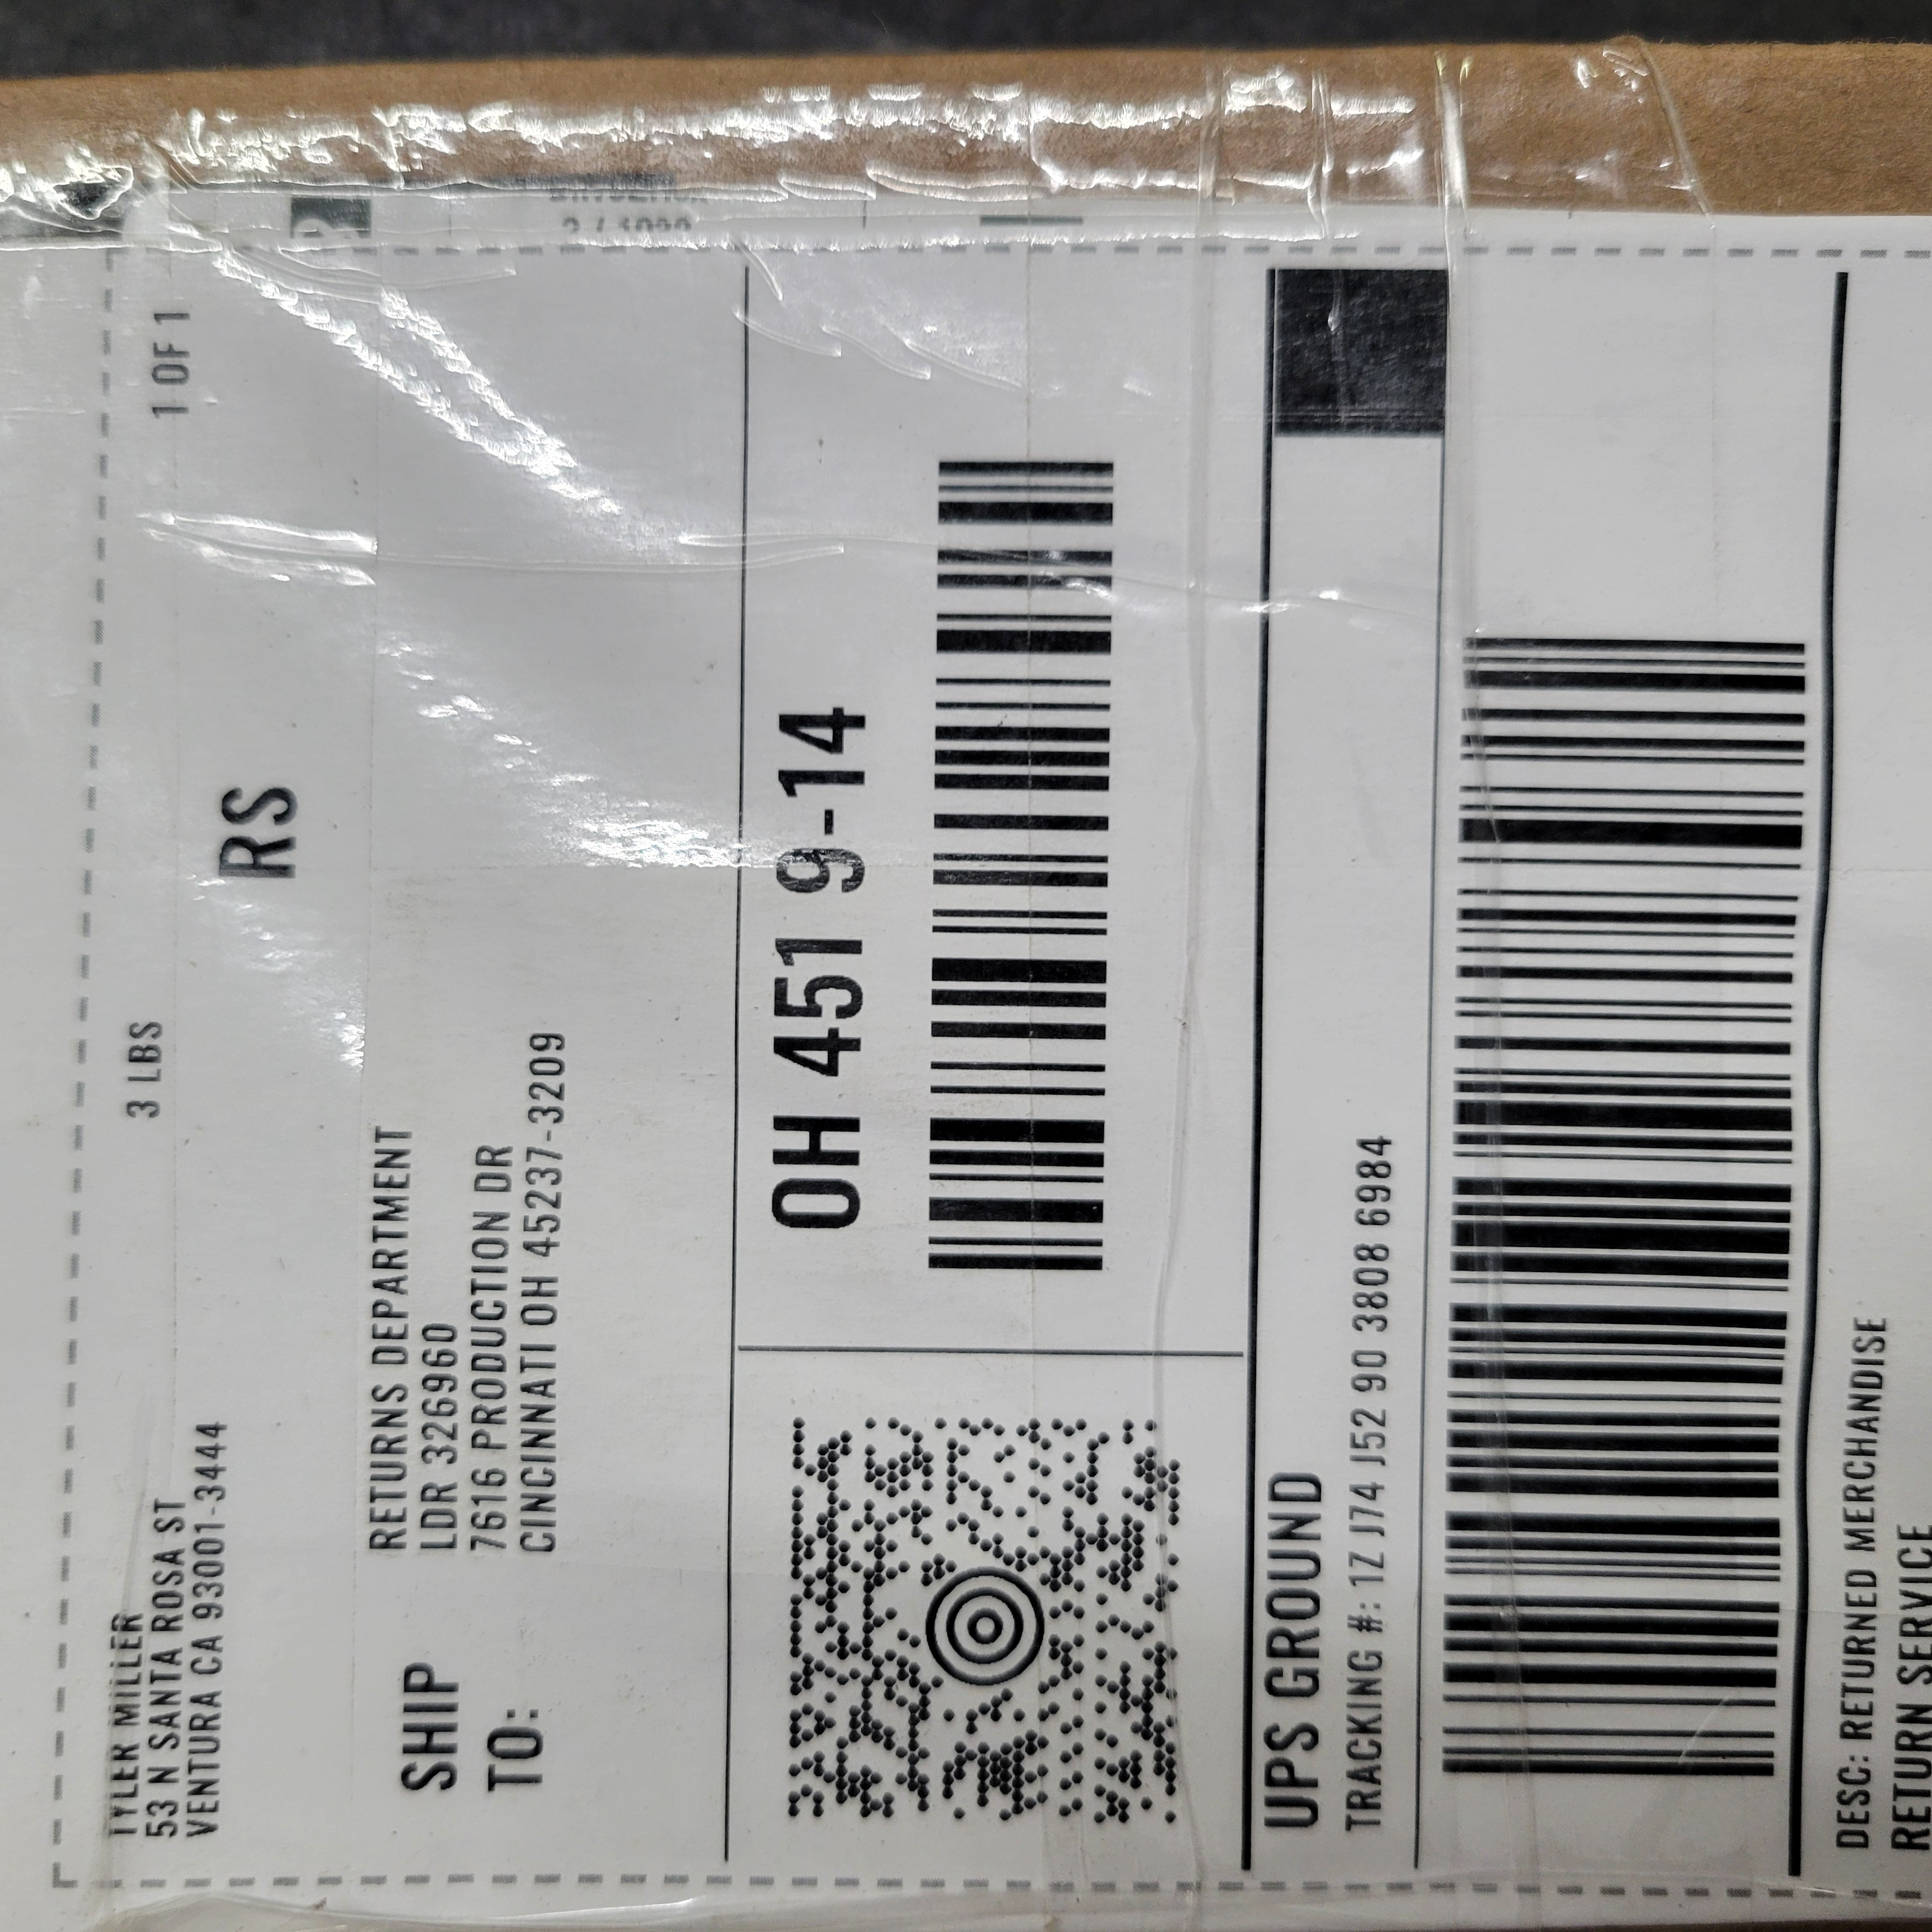 TYLER MILLER
53 N SANTA ROSA ST
VENTURA CA 93001-3444
3 LBS
1 OF 1
RS
SHIP
TO:
RETURNS DEPARTMENT
LDR 3269960
7616 PRODUCTION DR
CINCINNATI OH 45237-3209
OH 451 9-14
UPS GROUND
TRACKING #: 1Z J74 J52 90 3808 6984
DESC: RETURNED MERCHANDISE
RETURN SERVICE